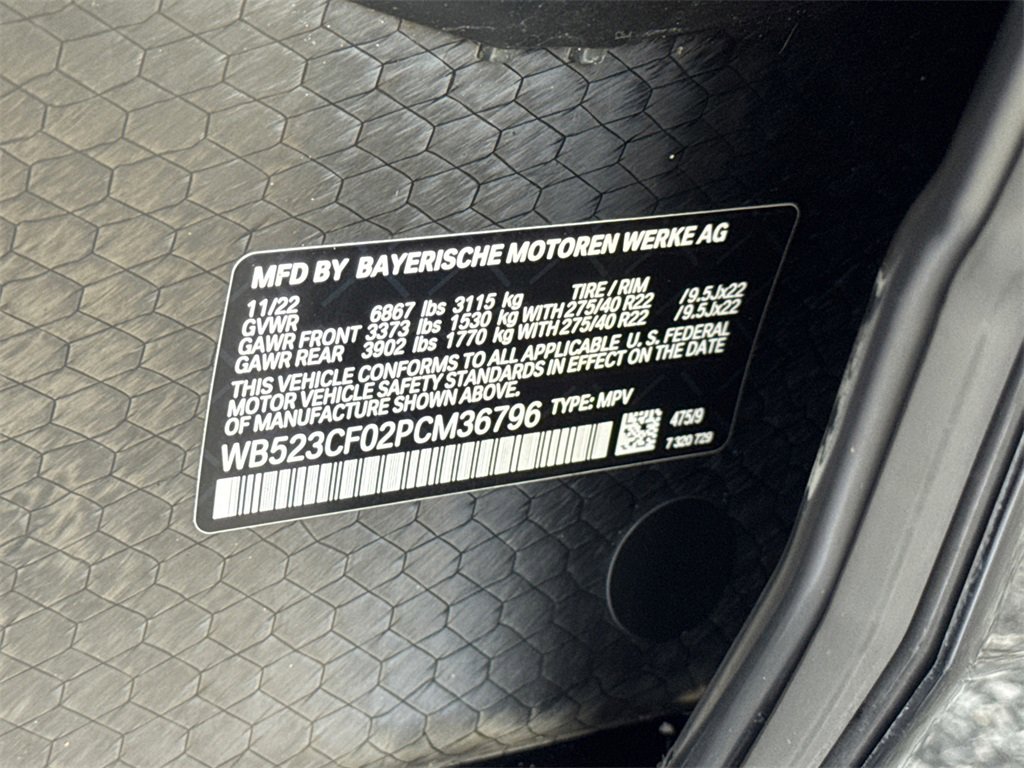 MFD BY BAYERISCHE MOTOREN WERKE AG
11/22 TIRE / RIM
GVWR 6867 lbs 3115 kg
GAWR FRONT 3373 lbs 1530 kg WITH 275/40 R22 /9.5Jx22
GAWR REAR 3902 lbs 1770 kg WITH 275/40 R22 /9.5Jx22
THIS VEHICLE CONFORMS TO ALL APPLICABLE U.S. FEDERAL
MOTOR VEHICLE SAFETY STANDARDS IN EFFECT ON THE DATE
OF MANUFACTURE SHOWN ABOVE.
WB523CF02PCM36796 TYPE: MPV
475/9
7 320 729